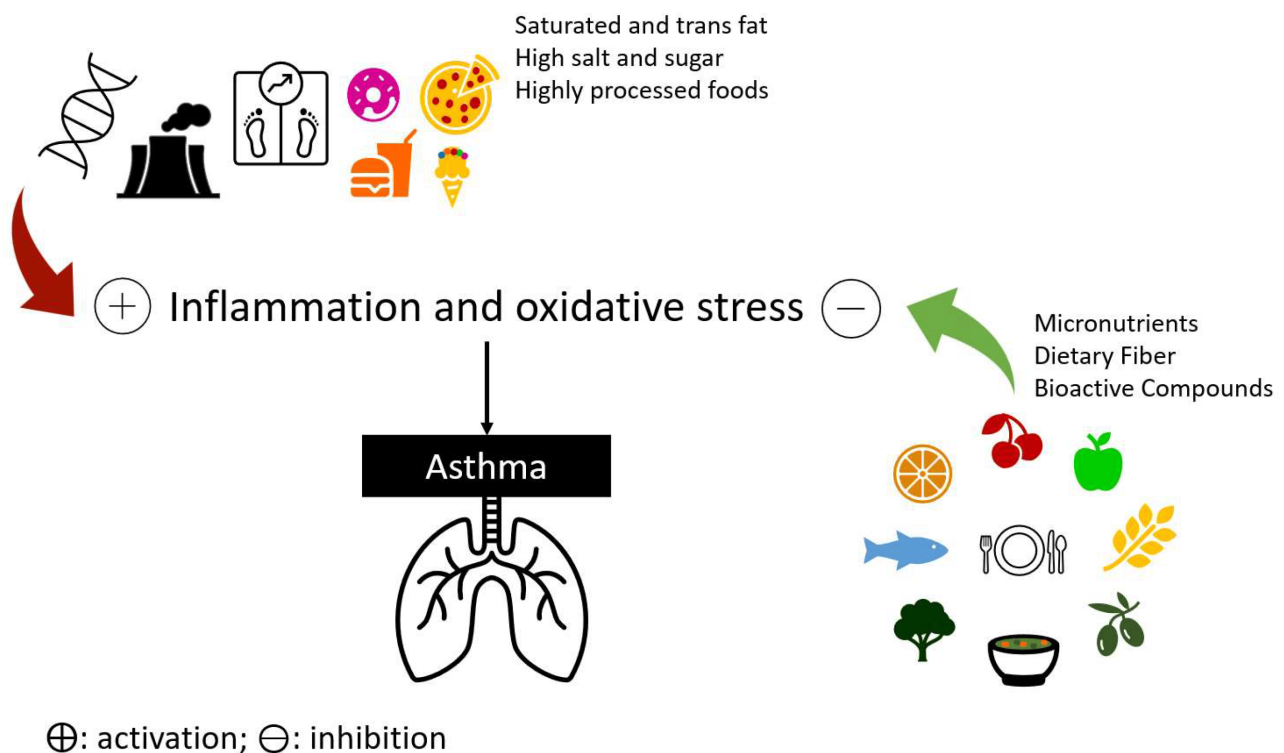 Saturated and trans fat
High salt and sugar
Highly processed foods
+ Inflammation and oxidative stress −
Micronutrients
Dietary Fiber
Bioactive Compounds
Asthma
⊕: activation; ⊖: inhibition